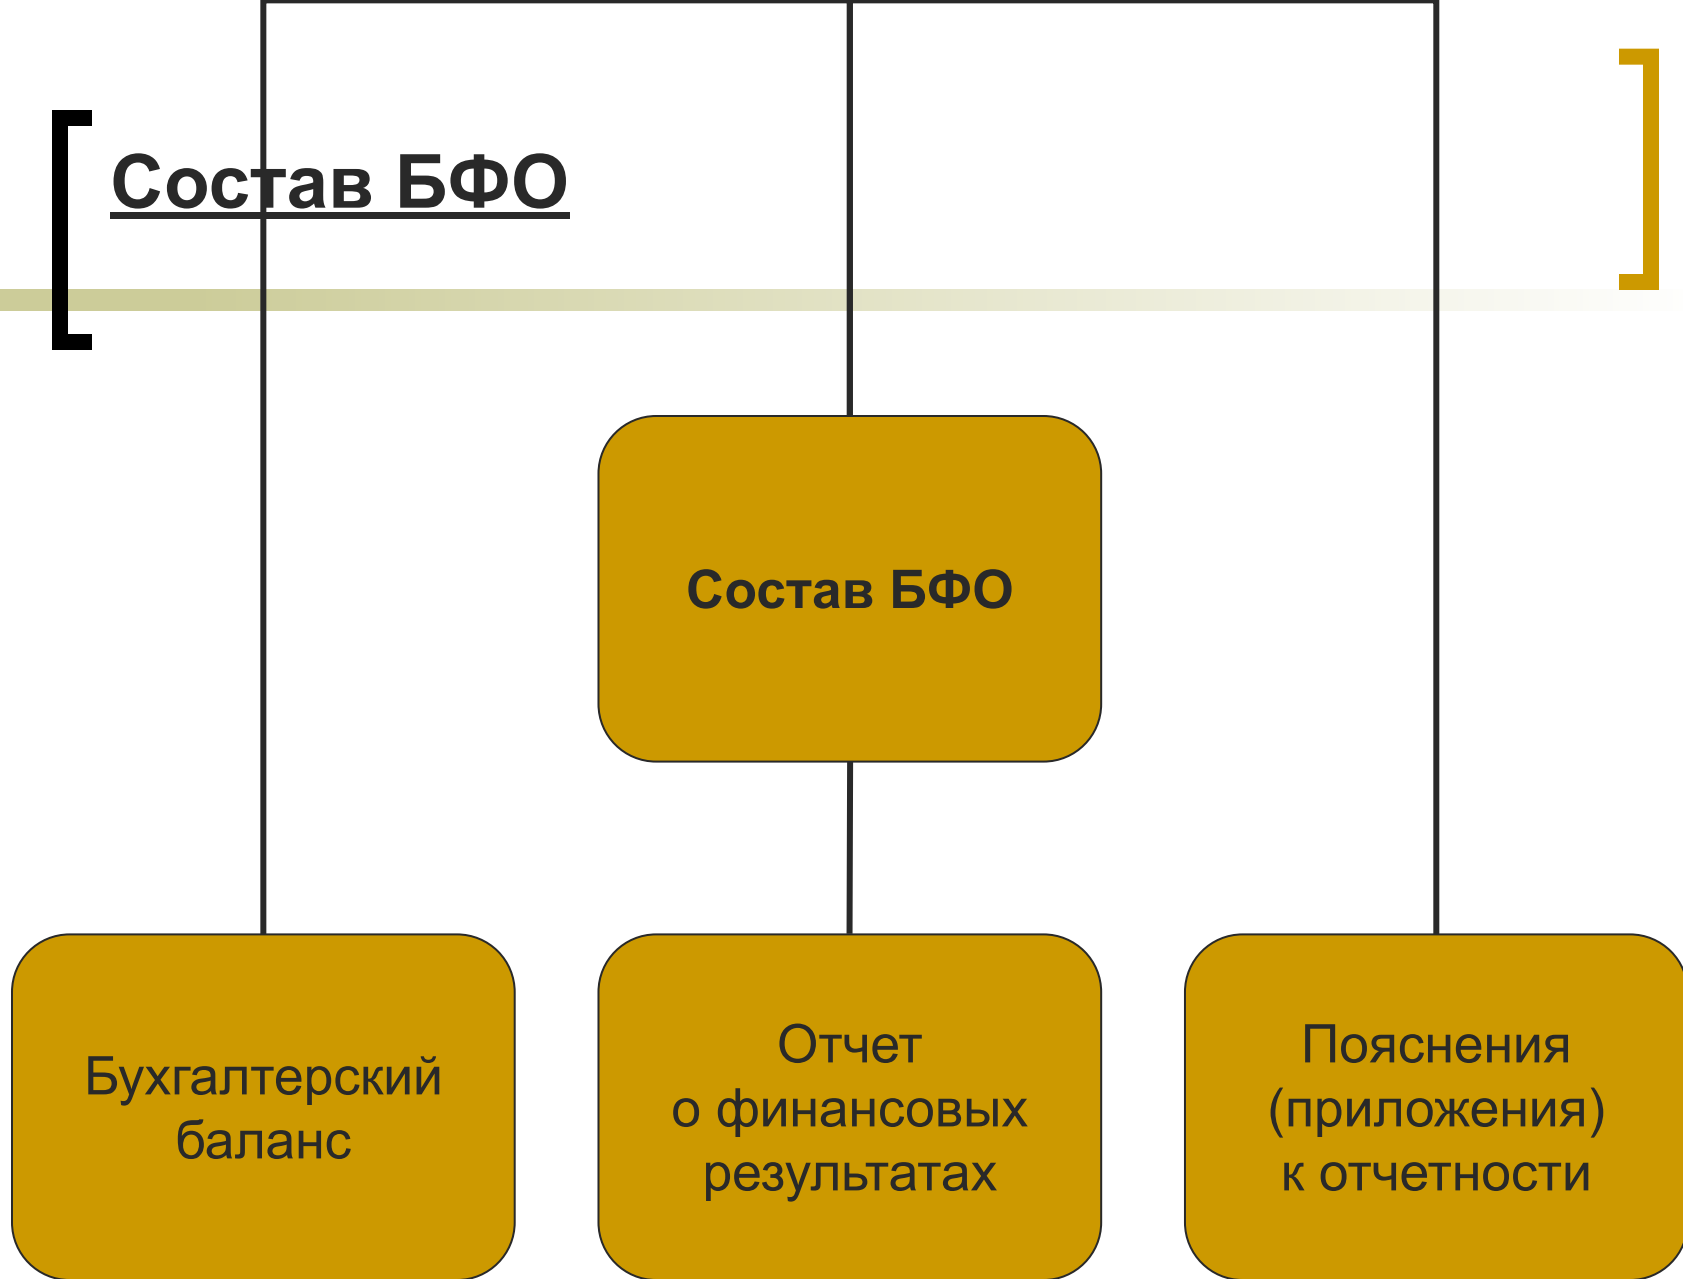 Состав БФО
Состав БФО
Бухгалтерский
баланс
Отчет
о финансовых
результатах
Пояснения
(приложения)
к отчетности